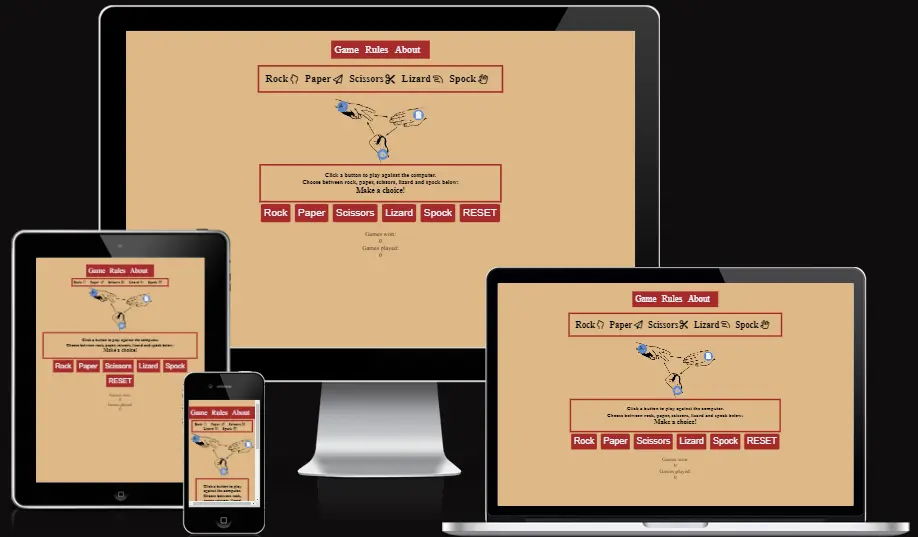 Game Rules About
Rock Paper Scissors Lizard Spock
Click a button to play against the computer.
Choose between rock, paper, scissors, lizard and spock below:
Make a choice!
Rock Paper Scissors Lizard Spock RESET
Games won:
0
Games played:
0
Game Rules About
Rock Paper Scissors Lizard Spock
Click a button to play against the computer.
Choose between rock, paper, scissors, lizard and spock below:
Make a choice!
Rock Paper Scissors Lizard Spock
RESET
Games won:
0
Games played:
0
Game Rules About
Rock Paper Scissors
Lizard Spock
Click a button to play
against the computer.
Choose between rock,
Game Rules About
Rock Paper Scissors Lizard Spock
Click a button to play against the computer.
Choose between rock, paper, scissors, lizard and spock below:
Make a choice!
Rock Paper Scissors Lizard Spock RESET
Games won:
0
Games played:
0